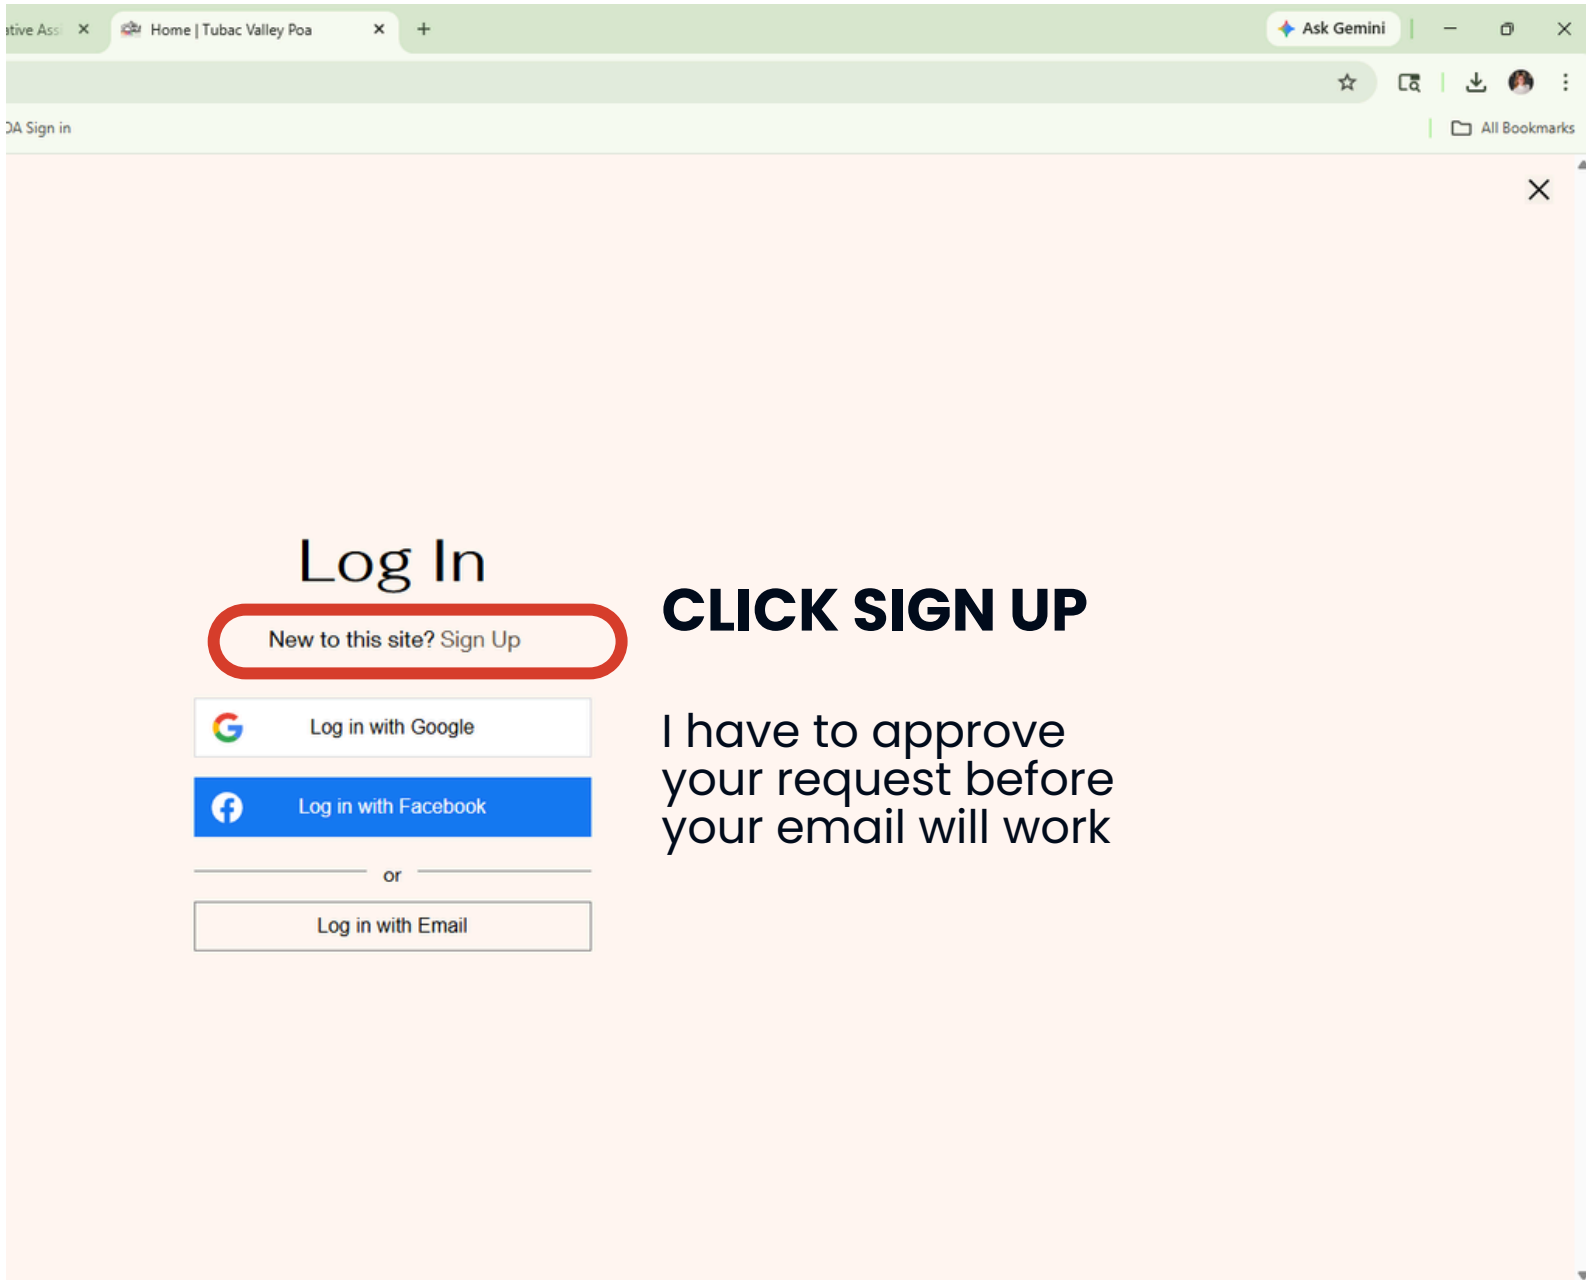 Home | Tubac Valley Poa
Ask Gemini
Sign in
All Bookmarks
Log In
New to this site? Sign Up
CLICK SIGN UP
Log in with Google
I have to approve
your request before
your email will work
Log in with Facebook
or
Log in with Email